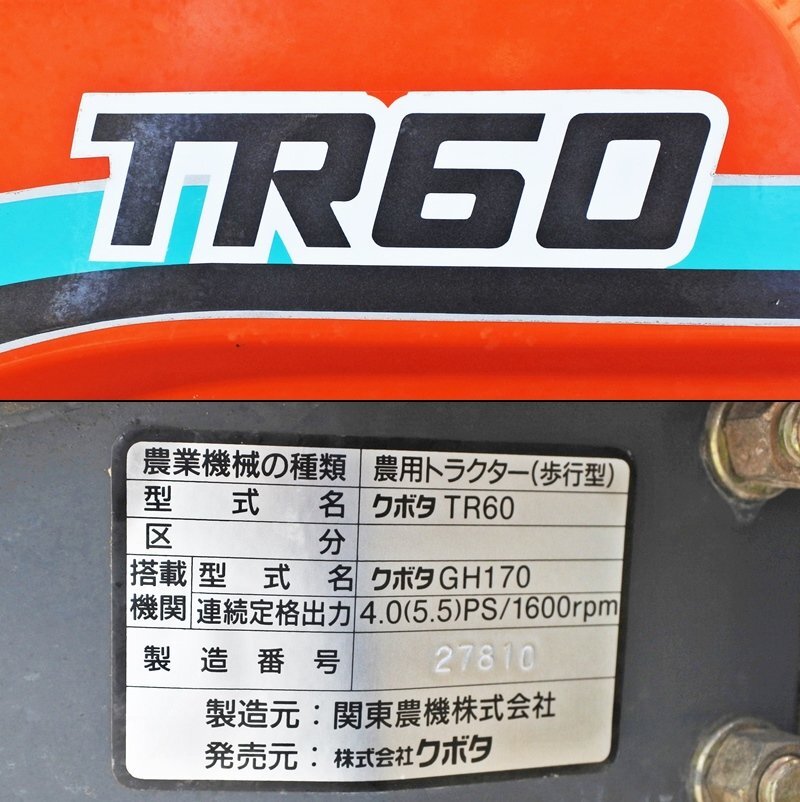 TR60
農業機械の種類 農用トラクター(歩行型)
型式名 クボタ TR60
区分
搭載機関 型式名 クボタ GH170
連続定格出力 4.0(5.5)PS/1600rpm
製造番号 27810
製造元:関東農機株式会社
発売元:株式会社クボタ